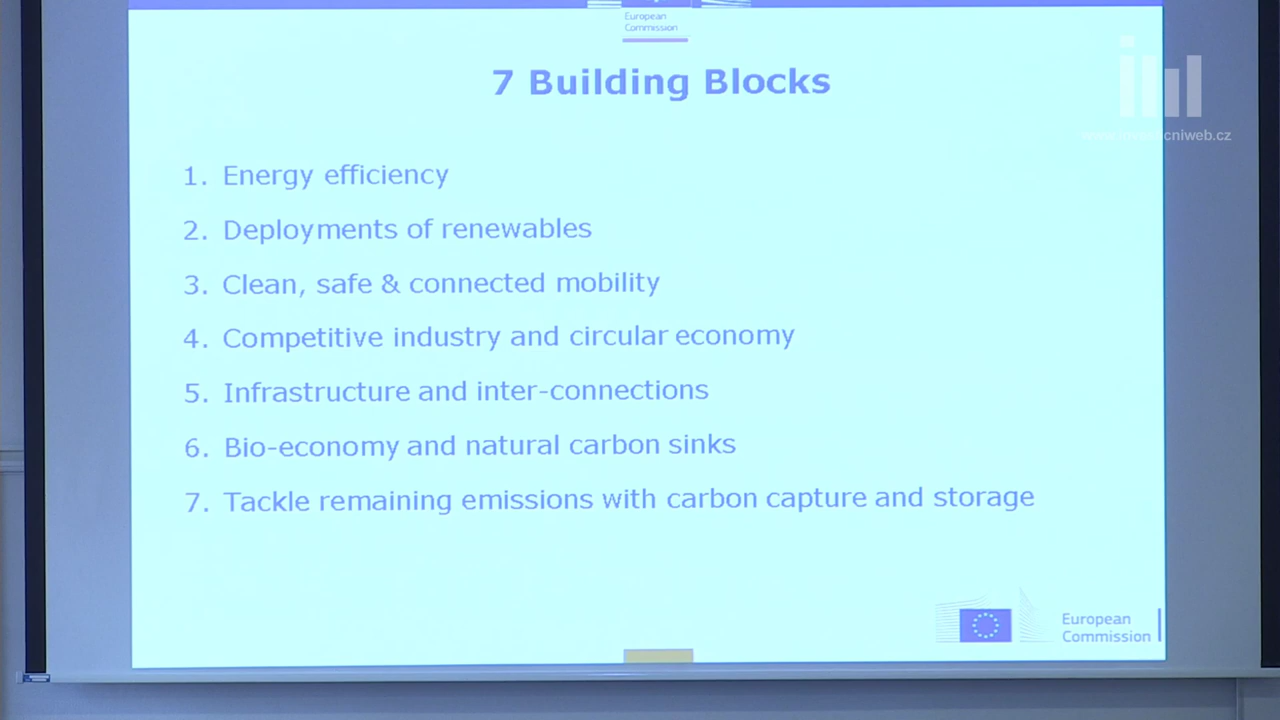 European
Commission
7 Building Blocks
cniweb.cz
1. Energy efficiency
2. Deployments of renewables
3. Clean, safe & connected mobility
4. Competitive industry and circular economy
5. Infrastructure and inter-connections
6. Bio-economy and natural carbon sinks
7. Tackle remaining emissions with carbon capture and storage
European
Commission